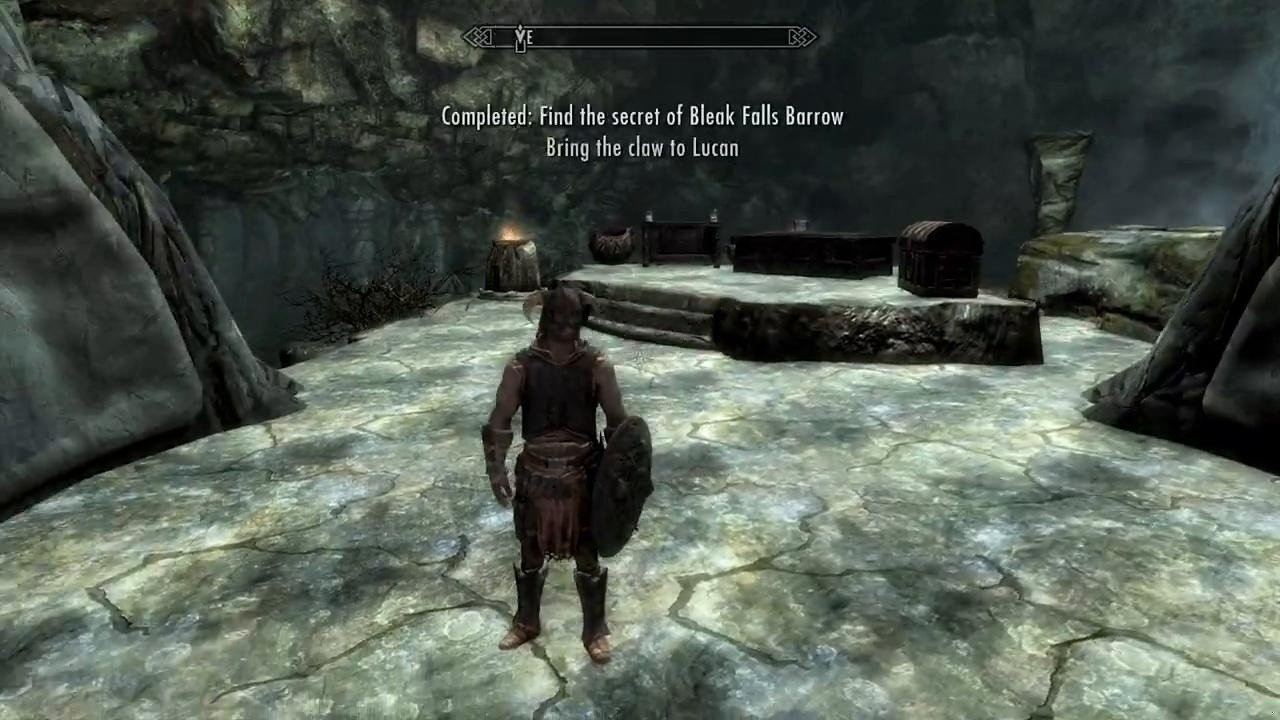 E
Completed: Find the secret of Bleak Falls Barrow
Bring the claw to Lucan